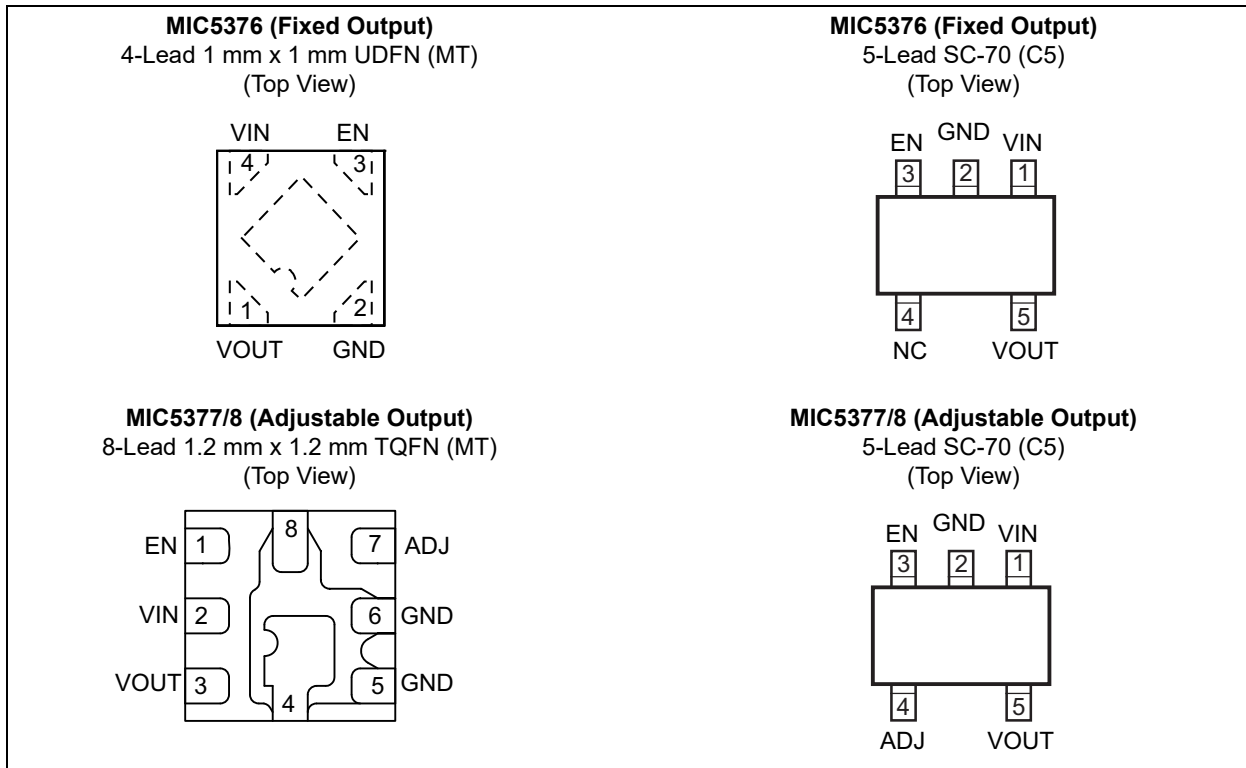 MIC5376 (Fixed Output)
4-Lead 1 mm x 1 mm UDFN (MT)
(Top View)
VIN EN
4 3
1 2
VOUT GND
MIC5376 (Fixed Output)
5-Lead SC-70 (C5)
(Top View)
EN GND VIN
3 2 1
4 5
NC VOUT
MIC5377/8 (Adjustable Output)
8-Lead 1.2 mm x 1.2 mm TQFN (MT)
(Top View)
8
EN 1 7 ADJ
VIN 2 6 GND
VOUT 3 5 GND
4
MIC5377/8 (Adjustable Output)
5-Lead SC-70 (C5)
(Top View)
EN GND VIN
3 2 1
4 5
ADJ VOUT